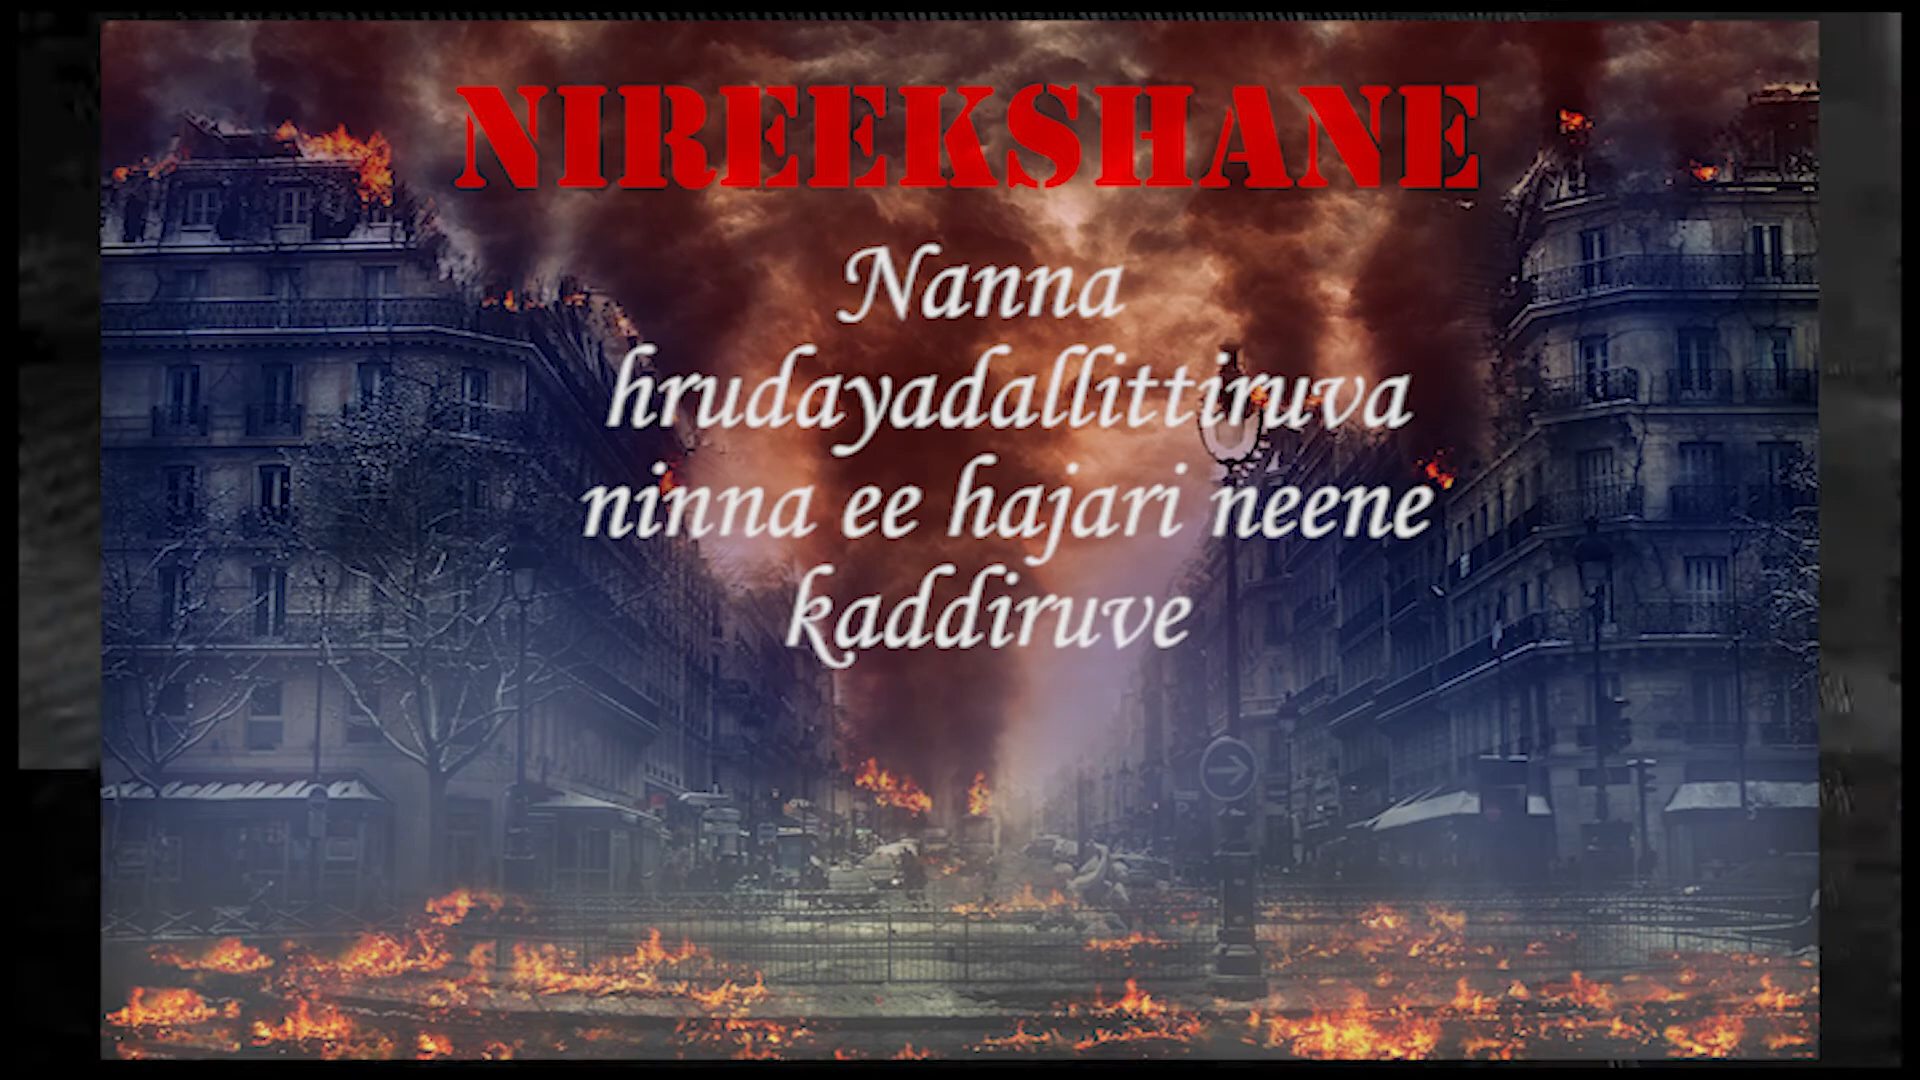 NIREEKSHANE
Nanna
hrudayadallittiruva
ninna ee hajari neene
kaddiruve